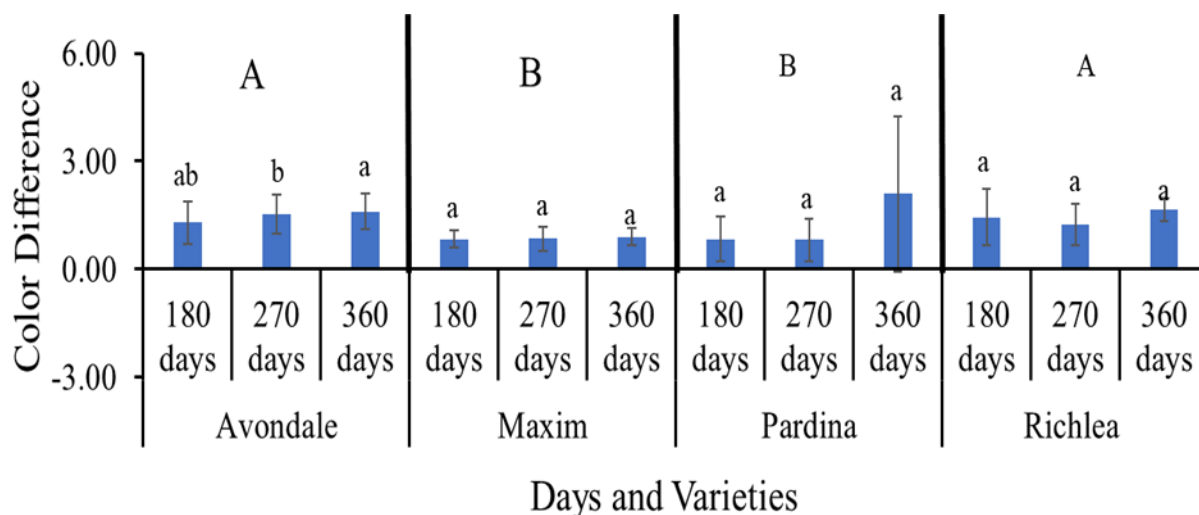 Color Difference
6.00
3.00
0.00
-3.00
A B B A
ab b a a a a a a a a a a
180 270 360 180 270 360 180 270 360 180 270 360
days days days days days days days days days days days days
Avondale Maxim Pardina Richlea
Days and Varieties